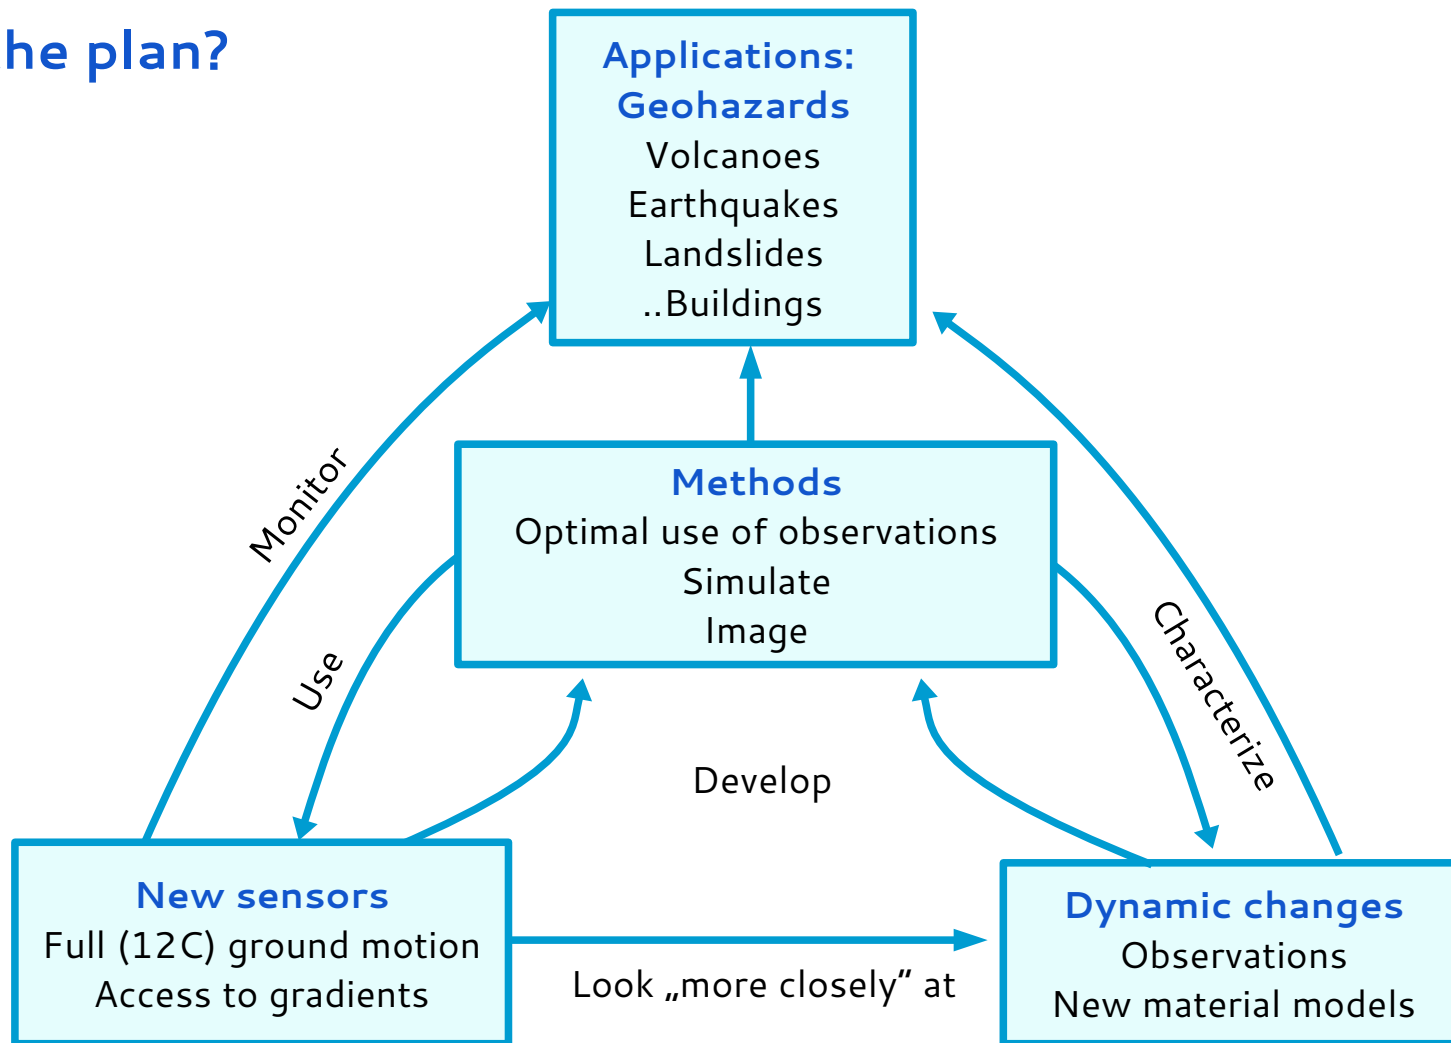 he plan?
Applications:
Geohazards
Volcanoes
Earthquakes
Landslides
..Buildings
Monitor
Methods
Optimal use of observations
Simulate
Image
Use
Characterize
Develop
New sensors
Full (12C) ground motion
Access to gradients
Look „more closely“ at
Dynamic changes
Observations
New material models